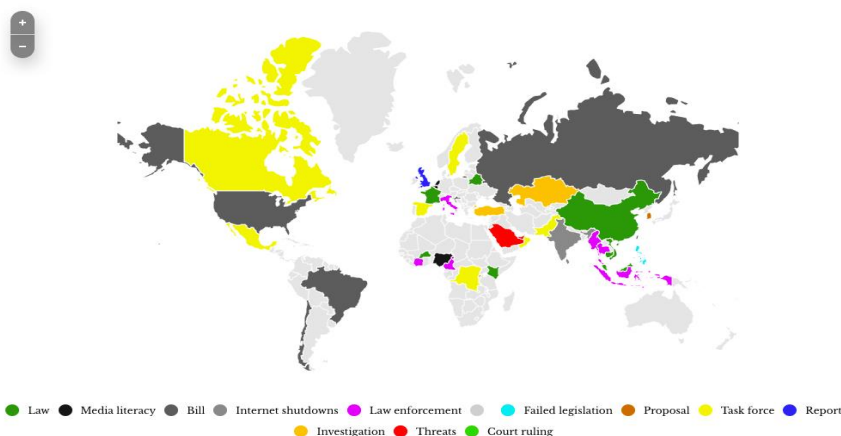 +
−
Law Media literacy Bill Internet shutdowns Law enforcement Failed legislation Proposal Task force Report
Investigation Threats Court ruling